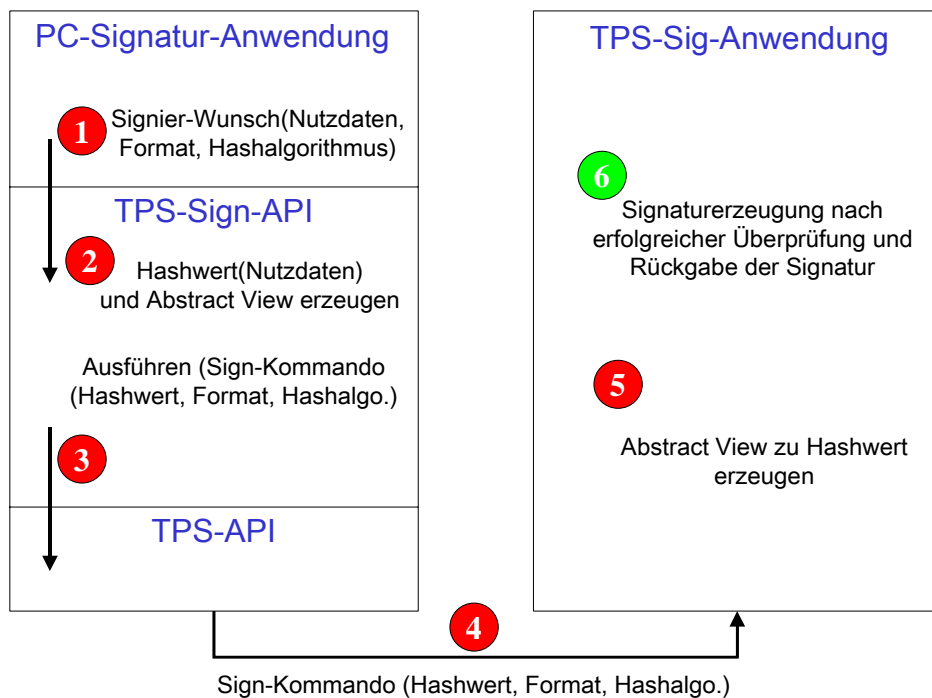 PC-Signatur-Anwendung
1
Signier-Wunsch(Nutzdaten,
Format, Hashalgorithmus)
TPS-Sign-API
2
Hashwert(Nutzdaten)
und Abstract View erzeugen
Ausführen (Sign-Kommando
(Hashwert, Format, Hashalgo.)
3
TPS-API
4
Sign-Kommando (Hashwert, Format, Hashalgo.)
TPS-Sig-Anwendung
6
Signaturerzeugung nach
erfolgreicher Überprüfung und
Rückgabe der Signatur
5
Abstract View zu Hashwert
erzeugen